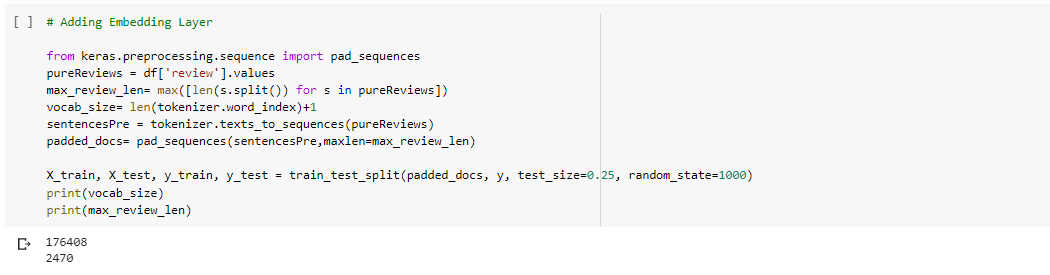 [ ] # Adding Embedding Layer
from keras.preprocessing.sequence import pad_sequences
pureReviews = df['review'].values
max_review_len= max([len(s.split()) for s in pureReviews])
vocab_size= len(tokenizer.word_index)+1
sentencesPre = tokenizer.texts_to_sequences(pureReviews)
padded_docs= pad_sequences(sentencesPre,maxlen=max_review_len)
X_train, X_test, y_train, y_test = train_test_split(padded_docs, y, test_size=0.25, random_state=1000)
print(vocab_size)
print(max_review_len)
176408
2470